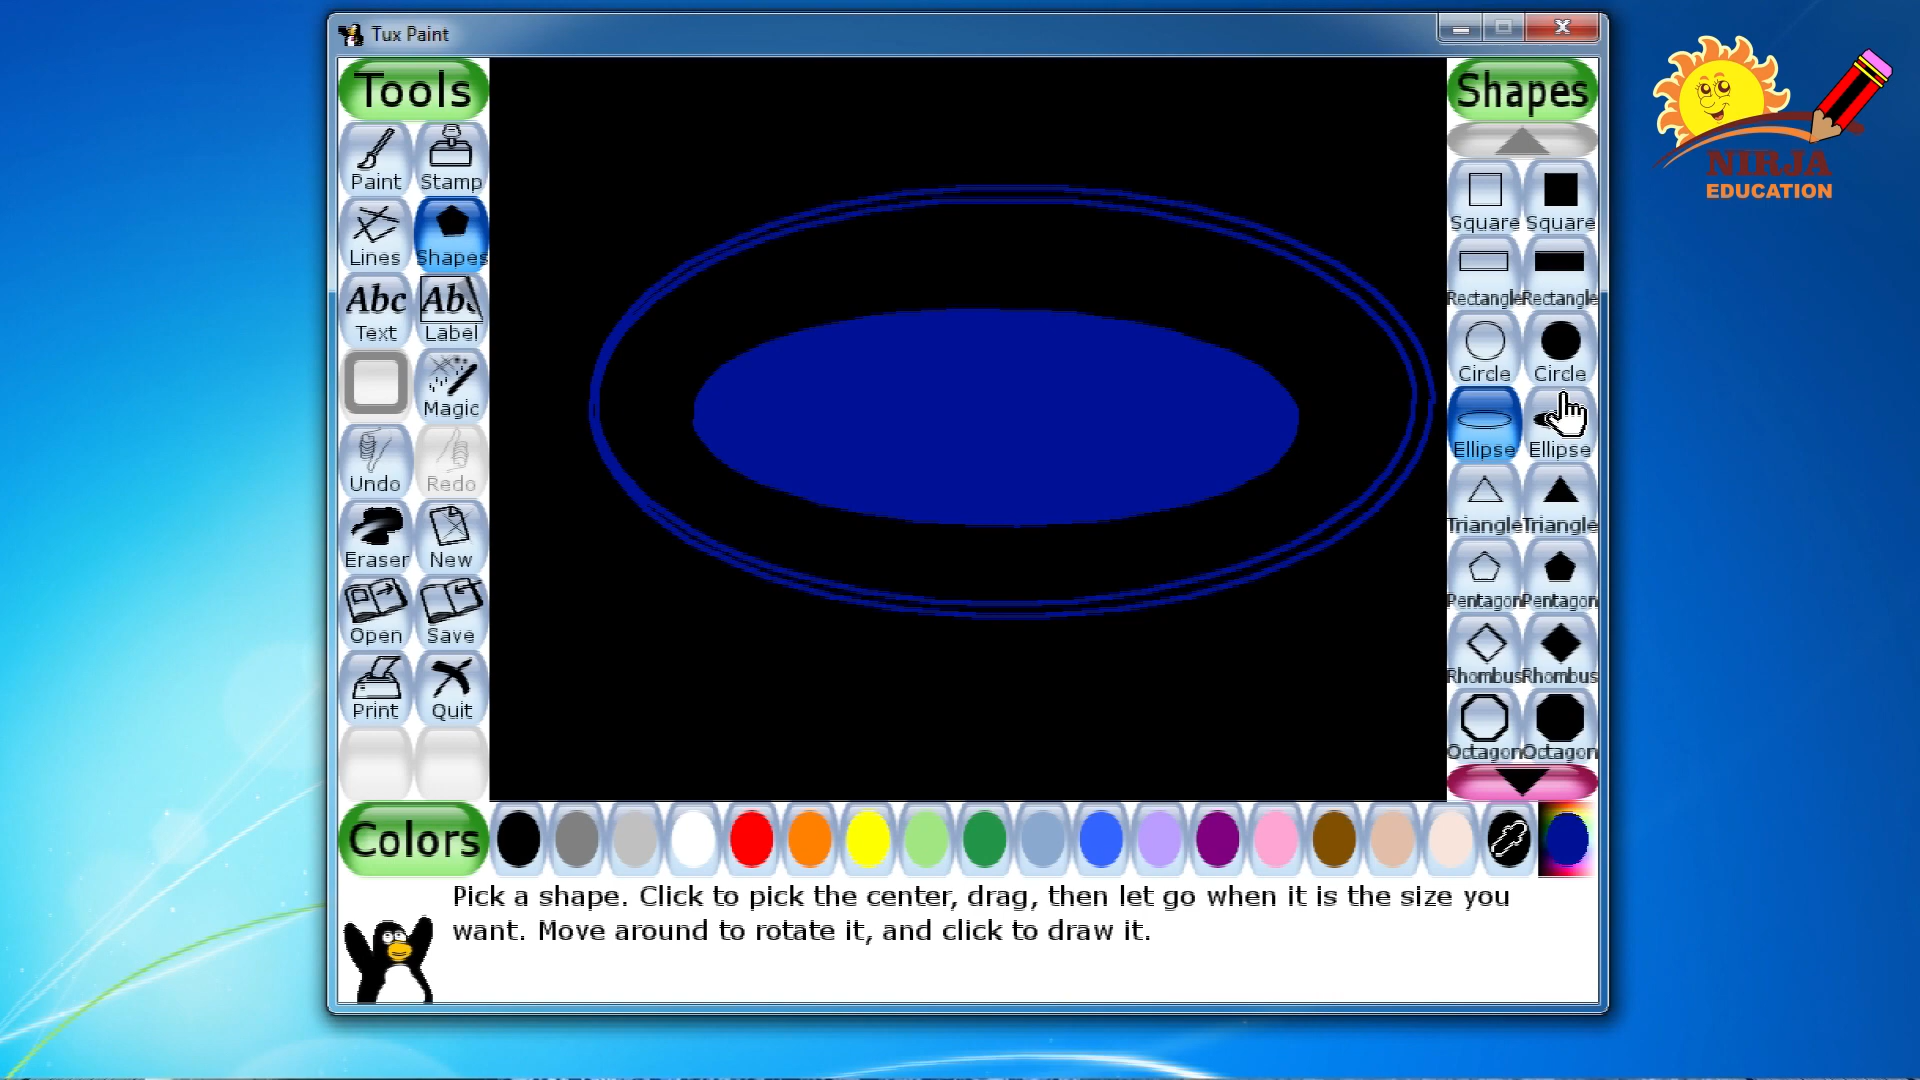 Tux Paint
Tools
Paint Stamp
Lines Shapes
Abc Abc
Text Label
Magic
Undo Redo
Eraser New
Open Save
Print Quit
Colors
Shapes
Square Square
Rectangle Rectangle
Circle Circle
Ellipse Ellipse
Triangle Triangle
Pentagon Pentagon
Rhombus Rhombus
Octagon Octagon
Pick a shape. Click to pick the center, drag, then let go when it is the size you
want. Move around to rotate it, and click to draw it.
NIRJA
EDUCATION